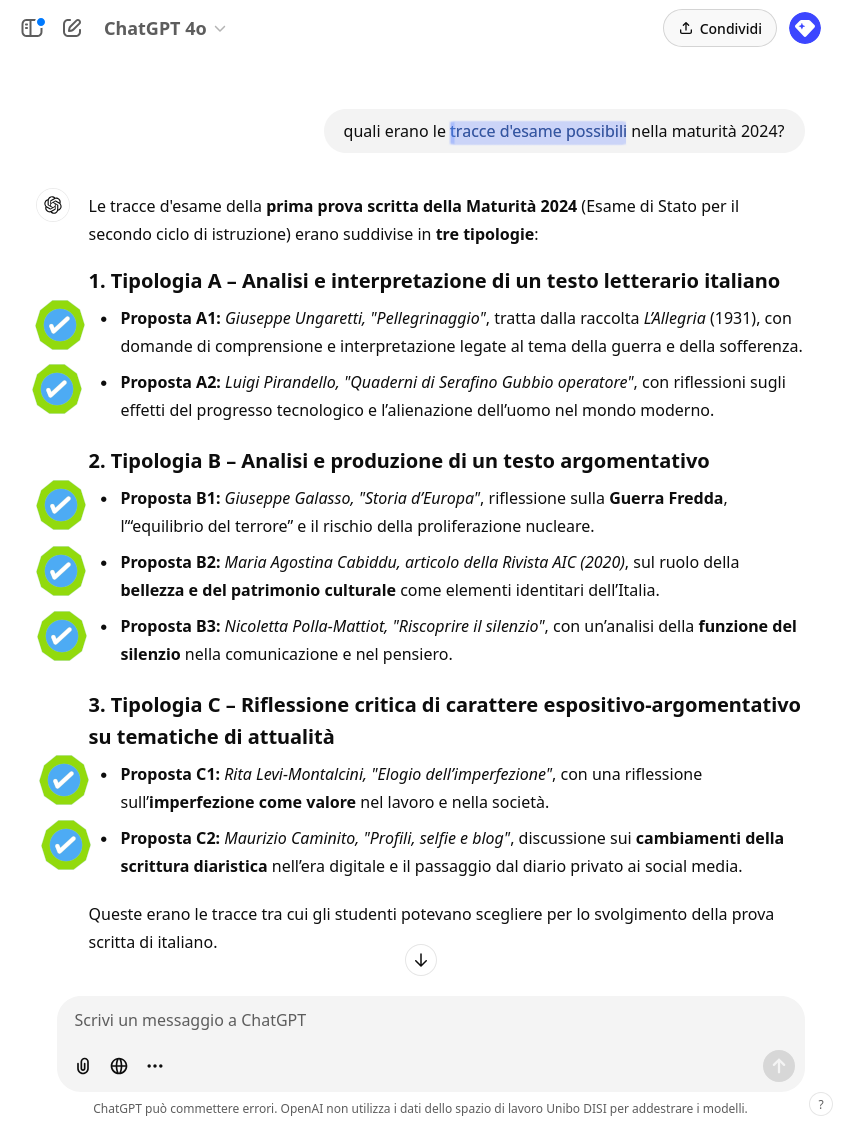 ChatGPT 4o
Condividi
quali erano le tracce d'esame possibili nella maturità 2024?
Le tracce d'esame della prima prova scritta della Maturità 2024 (Esame di Stato per il
secondo ciclo di istruzione) erano suddivise in tre tipologie:
1. Tipologia A – Analisi e interpretazione di un testo letterario italiano
• Proposta A1: Giuseppe Ungaretti, "Pellegrinaggio", tratta dalla raccolta L'Allegria (1931), con
domande di comprensione e interpretazione legate al tema della guerra e della sofferenza.
• Proposta A2: Luigi Pirandello, "Quaderni di Serafino Gubbio operatore", con riflessioni sugli
effetti del progresso tecnologico e l’alienazione dell’uomo nel mondo moderno.
2. Tipologia B – Analisi e produzione di un testo argomentativo
• Proposta B1: Giuseppe Galasso, "Storia d’Europa", riflessione sulla Guerra Fredda,
l’“equilibrio del terrore” e il rischio della proliferazione nucleare.
• Proposta B2: Maria Agostina Cabiddu, articolo della Rivista AIC (2020), sul ruolo della
bellezza e del patrimonio culturale come elementi identitari dell’Italia.
• Proposta B3: Nicoletta Polla-Mattiot, "Riscoprire il silenzio", con un’analisi della funzione del
silenzio nella comunicazione e nel pensiero.
3. Tipologia C – Riflessione critica di carattere espositivo-argomentativo
su tematiche di attualità
• Proposta C1: Rita Levi-Montalcini, "Elogio dell’imperfezione", con una riflessione
sull’imperfezione come valore nel lavoro e nella società.
• Proposta C2: Maurizio Caminito, "Profili, selfie e blog", discussione sui cambiamenti della
scrittura diaristica nell’era digitale e il passaggio dal diario privato ai social media.
Queste erano le tracce tra cui gli studenti potevano scegliere per lo svolgimento della prova
scritta di italiano.
Scrivi un messaggio a ChatGPT
ChatGPT può commettere errori. OpenAI non utilizza i dati dello spazio di lavoro Unibo DISI per addestrare i modelli.
?